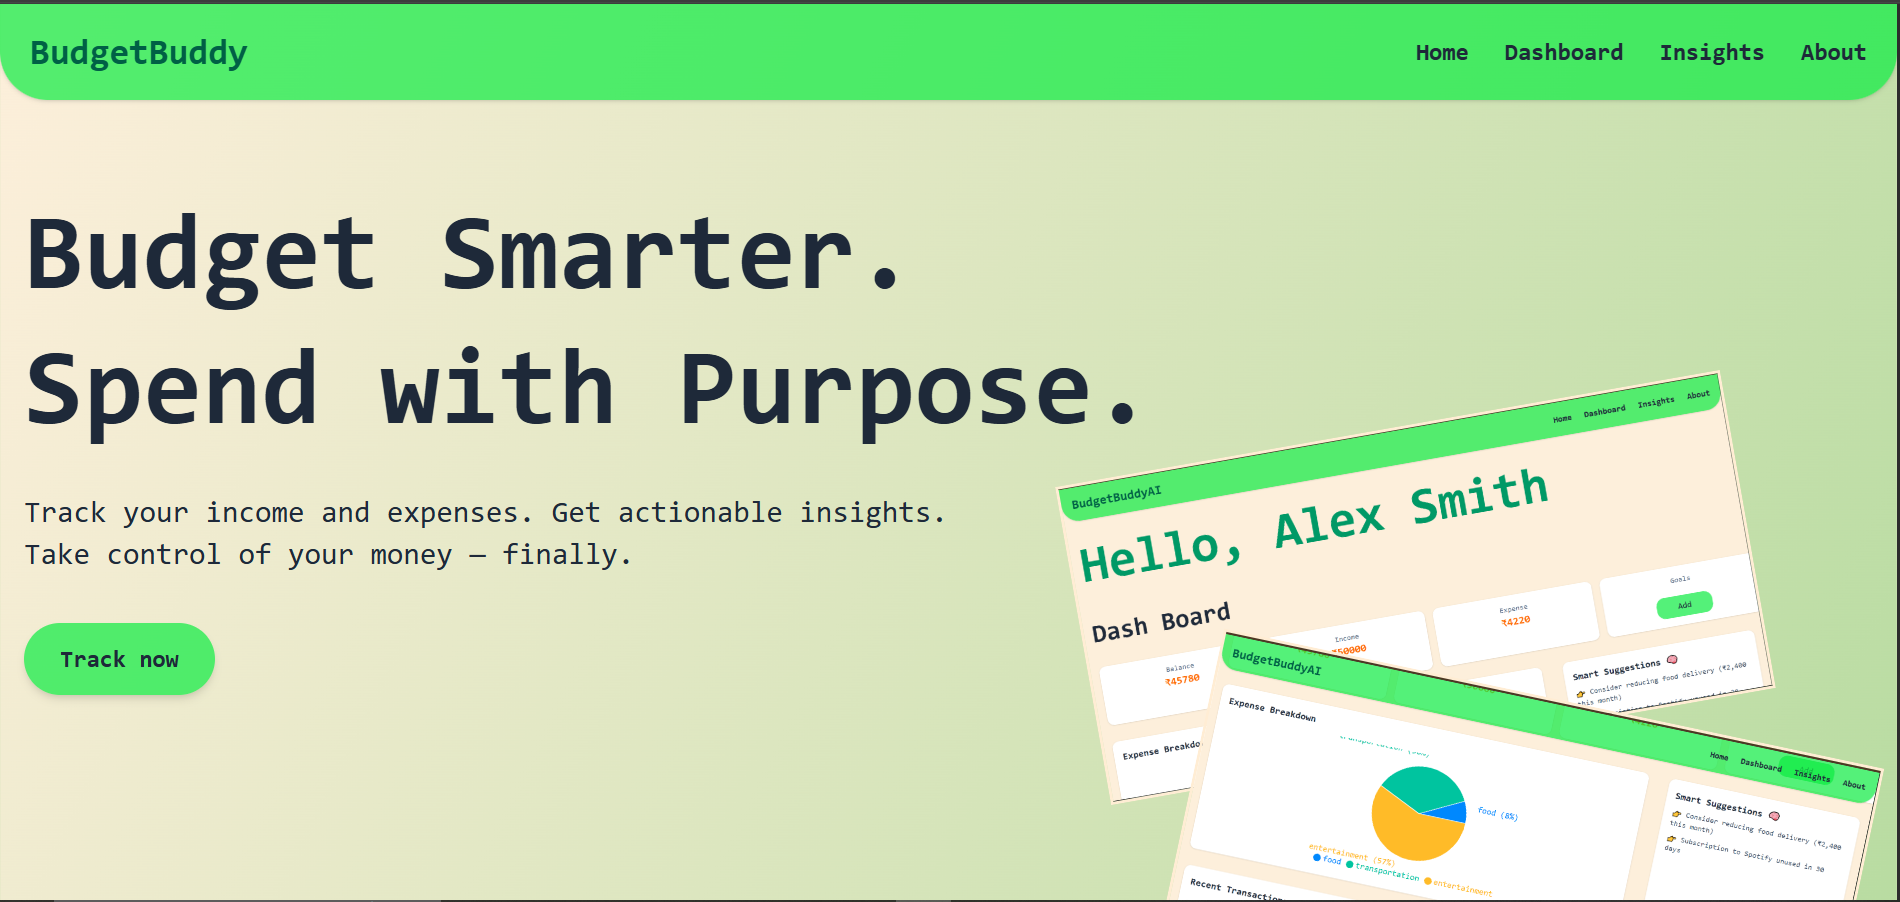 BudgetBuddy
Home Dashboard Insights About
Budget Smarter.
Spend with Purpose.
Track your income and expenses. Get actionable insights.
Take control of your money – finally.
Track now
BudgetBuddyAI
Home Dashboard Insights About
Hello, Alex Smith
Dash Board
Balance
₹45780
Income
₹50000
Expense
₹4220
Goals
Add
Smart Suggestions 🧠
👉 Consider reducing food delivery (₹2,400
this month)
Expense Breakdo
BudgetBuddyAI
Home Dashboard Insights About
Expense Breakdown
food (8%)
entertainment (57%)
food transportation entertainment
Smart Suggestions 🧠
👉 Consider reducing food delivery (₹2,400
this month)
👉 Subscription to Spotify unused in 30
days
Recent Transaction